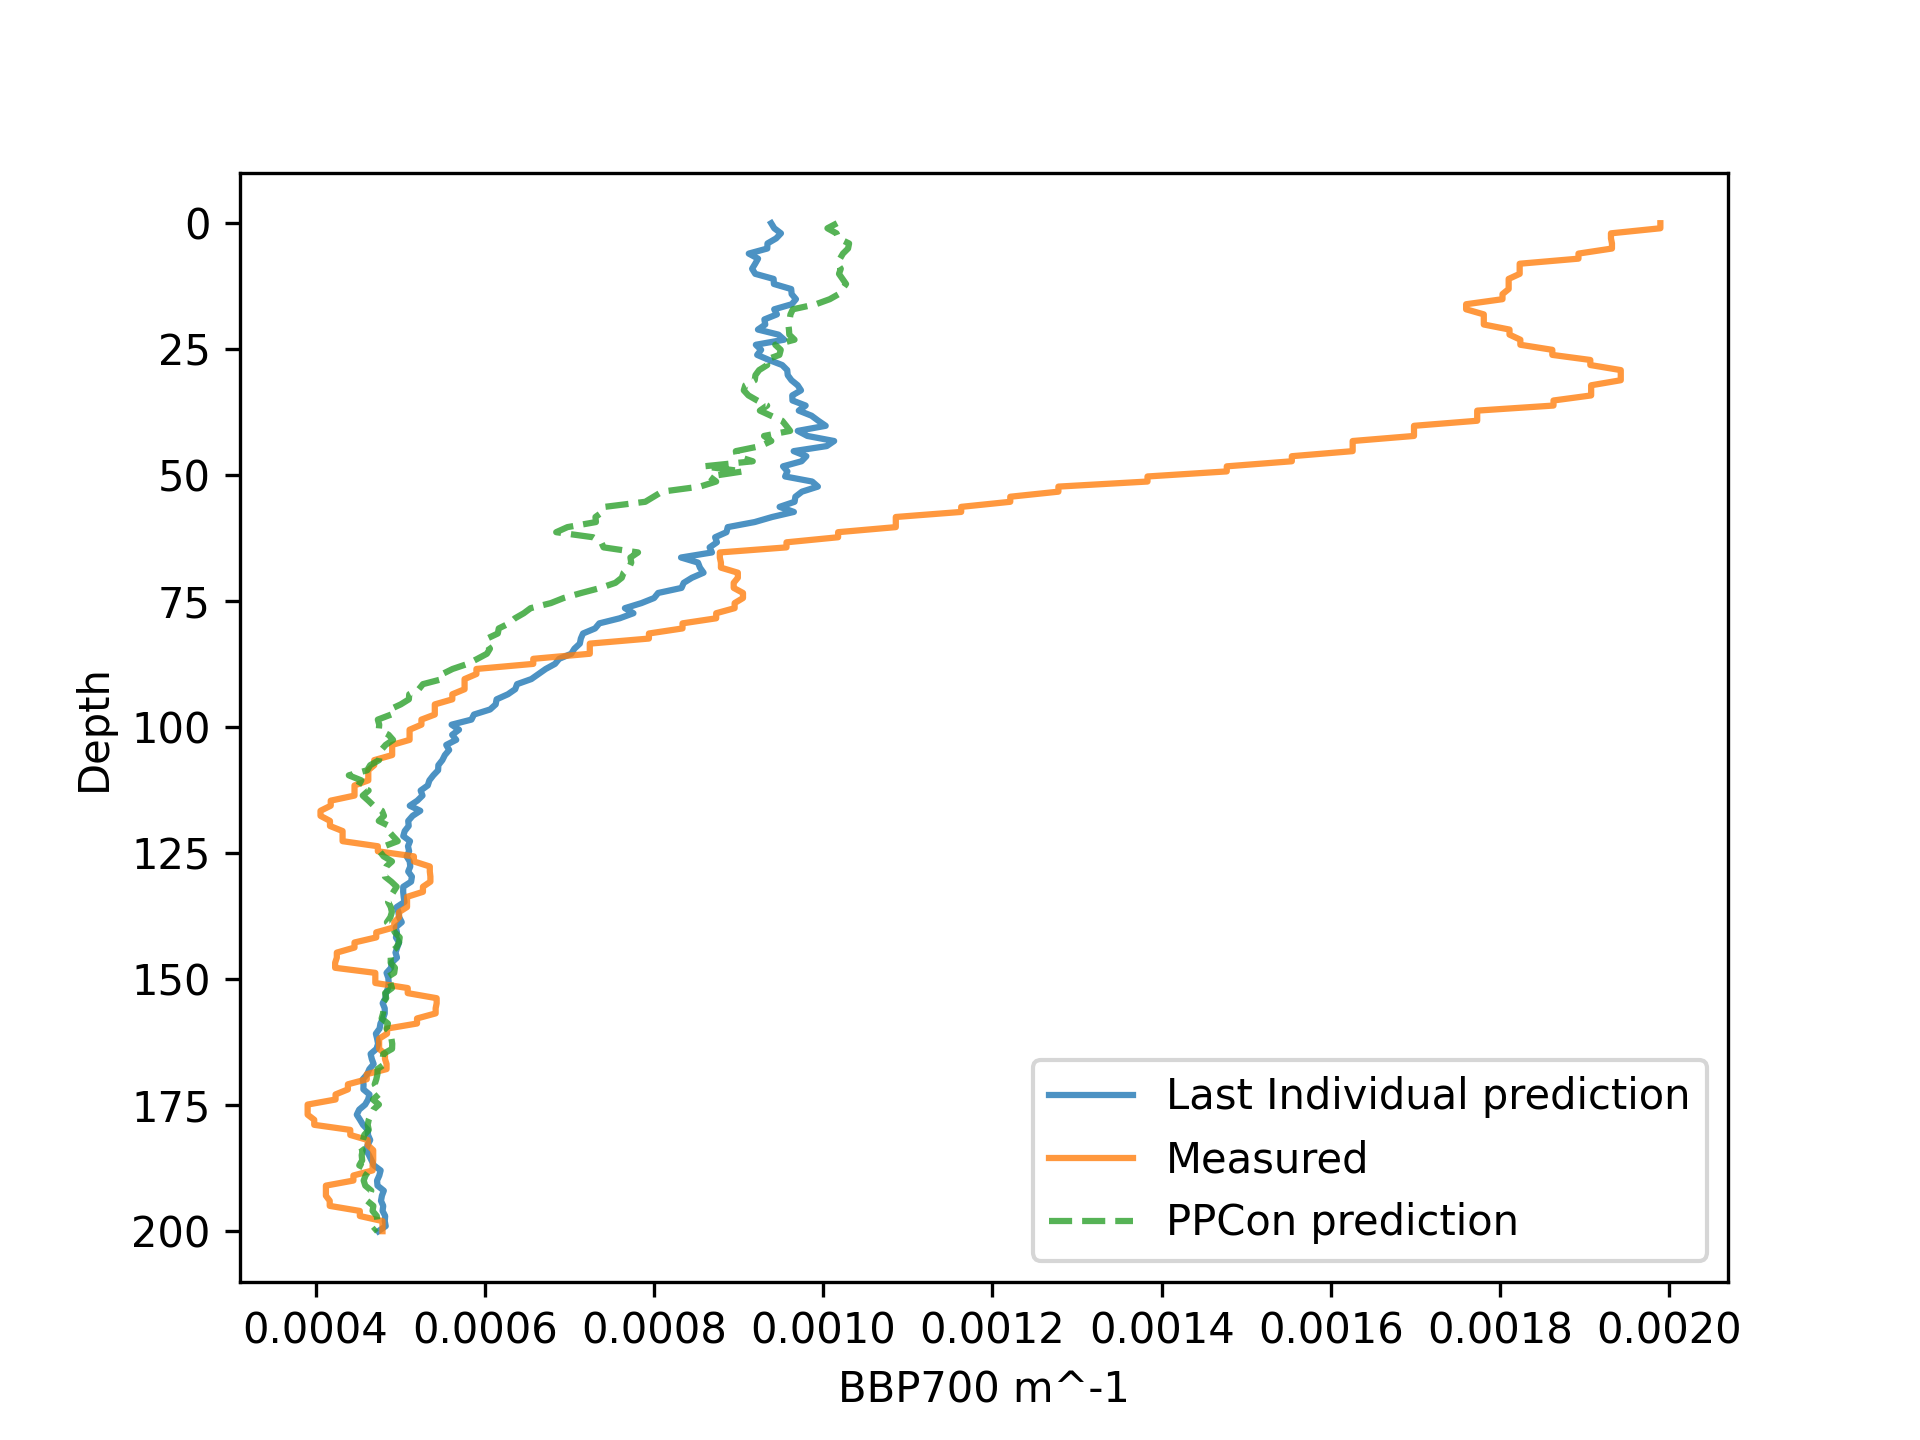 0
25
50
75
100
125
150
175
200
Depth
0.0004 0.0006 0.0008 0.0010 0.0012 0.0014 0.0016 0.0018 0.0020
BBP700 m^-1
Last Individual prediction
Measured
PPCon prediction